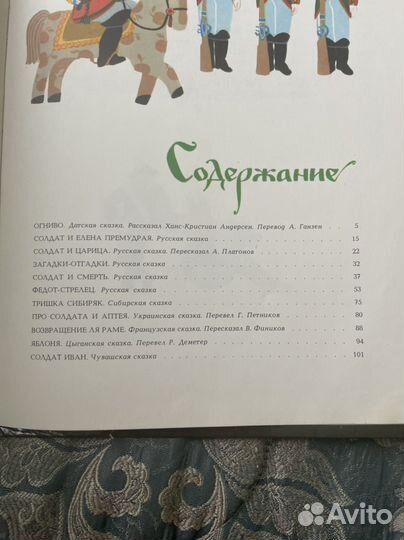 Содержание
ОГНИВО. Датская сказка. Рассказал Ханс-Кристиан Андерсен. Перевод А. Ганзен 5
СОЛДАТ И ЕЛЕНА ПРЕМУДРАЯ. Русская сказка 15
СОЛДАТ И ЦАРИЦА. Русская сказка. Пересказал А. Платонов 22
ЗАГАДКИ-ОТГАДКИ. Русская сказка 32
СОЛДАТ И СМЕРТЬ. Русская сказка 37
ФЕДОТ-СТРЕЛЕЦ. Русская сказка 53
ТРИШКА СИБИРЯК. Сибирская сказка 75
ПРО СОЛДАТА И АПТЕЯ. Украинская сказка. Перевел Г. Петников 80
ВОЗВРАЩЕНИЕ ЛЯ РАМЕ. Французская сказка. Пересказал В. Фиников 88
ЯБЛОНЯ. Цыганская сказка. Перевел Р. Деметер 94
СОЛДАТ ИВАН. Чувашская сказка 101
Avito